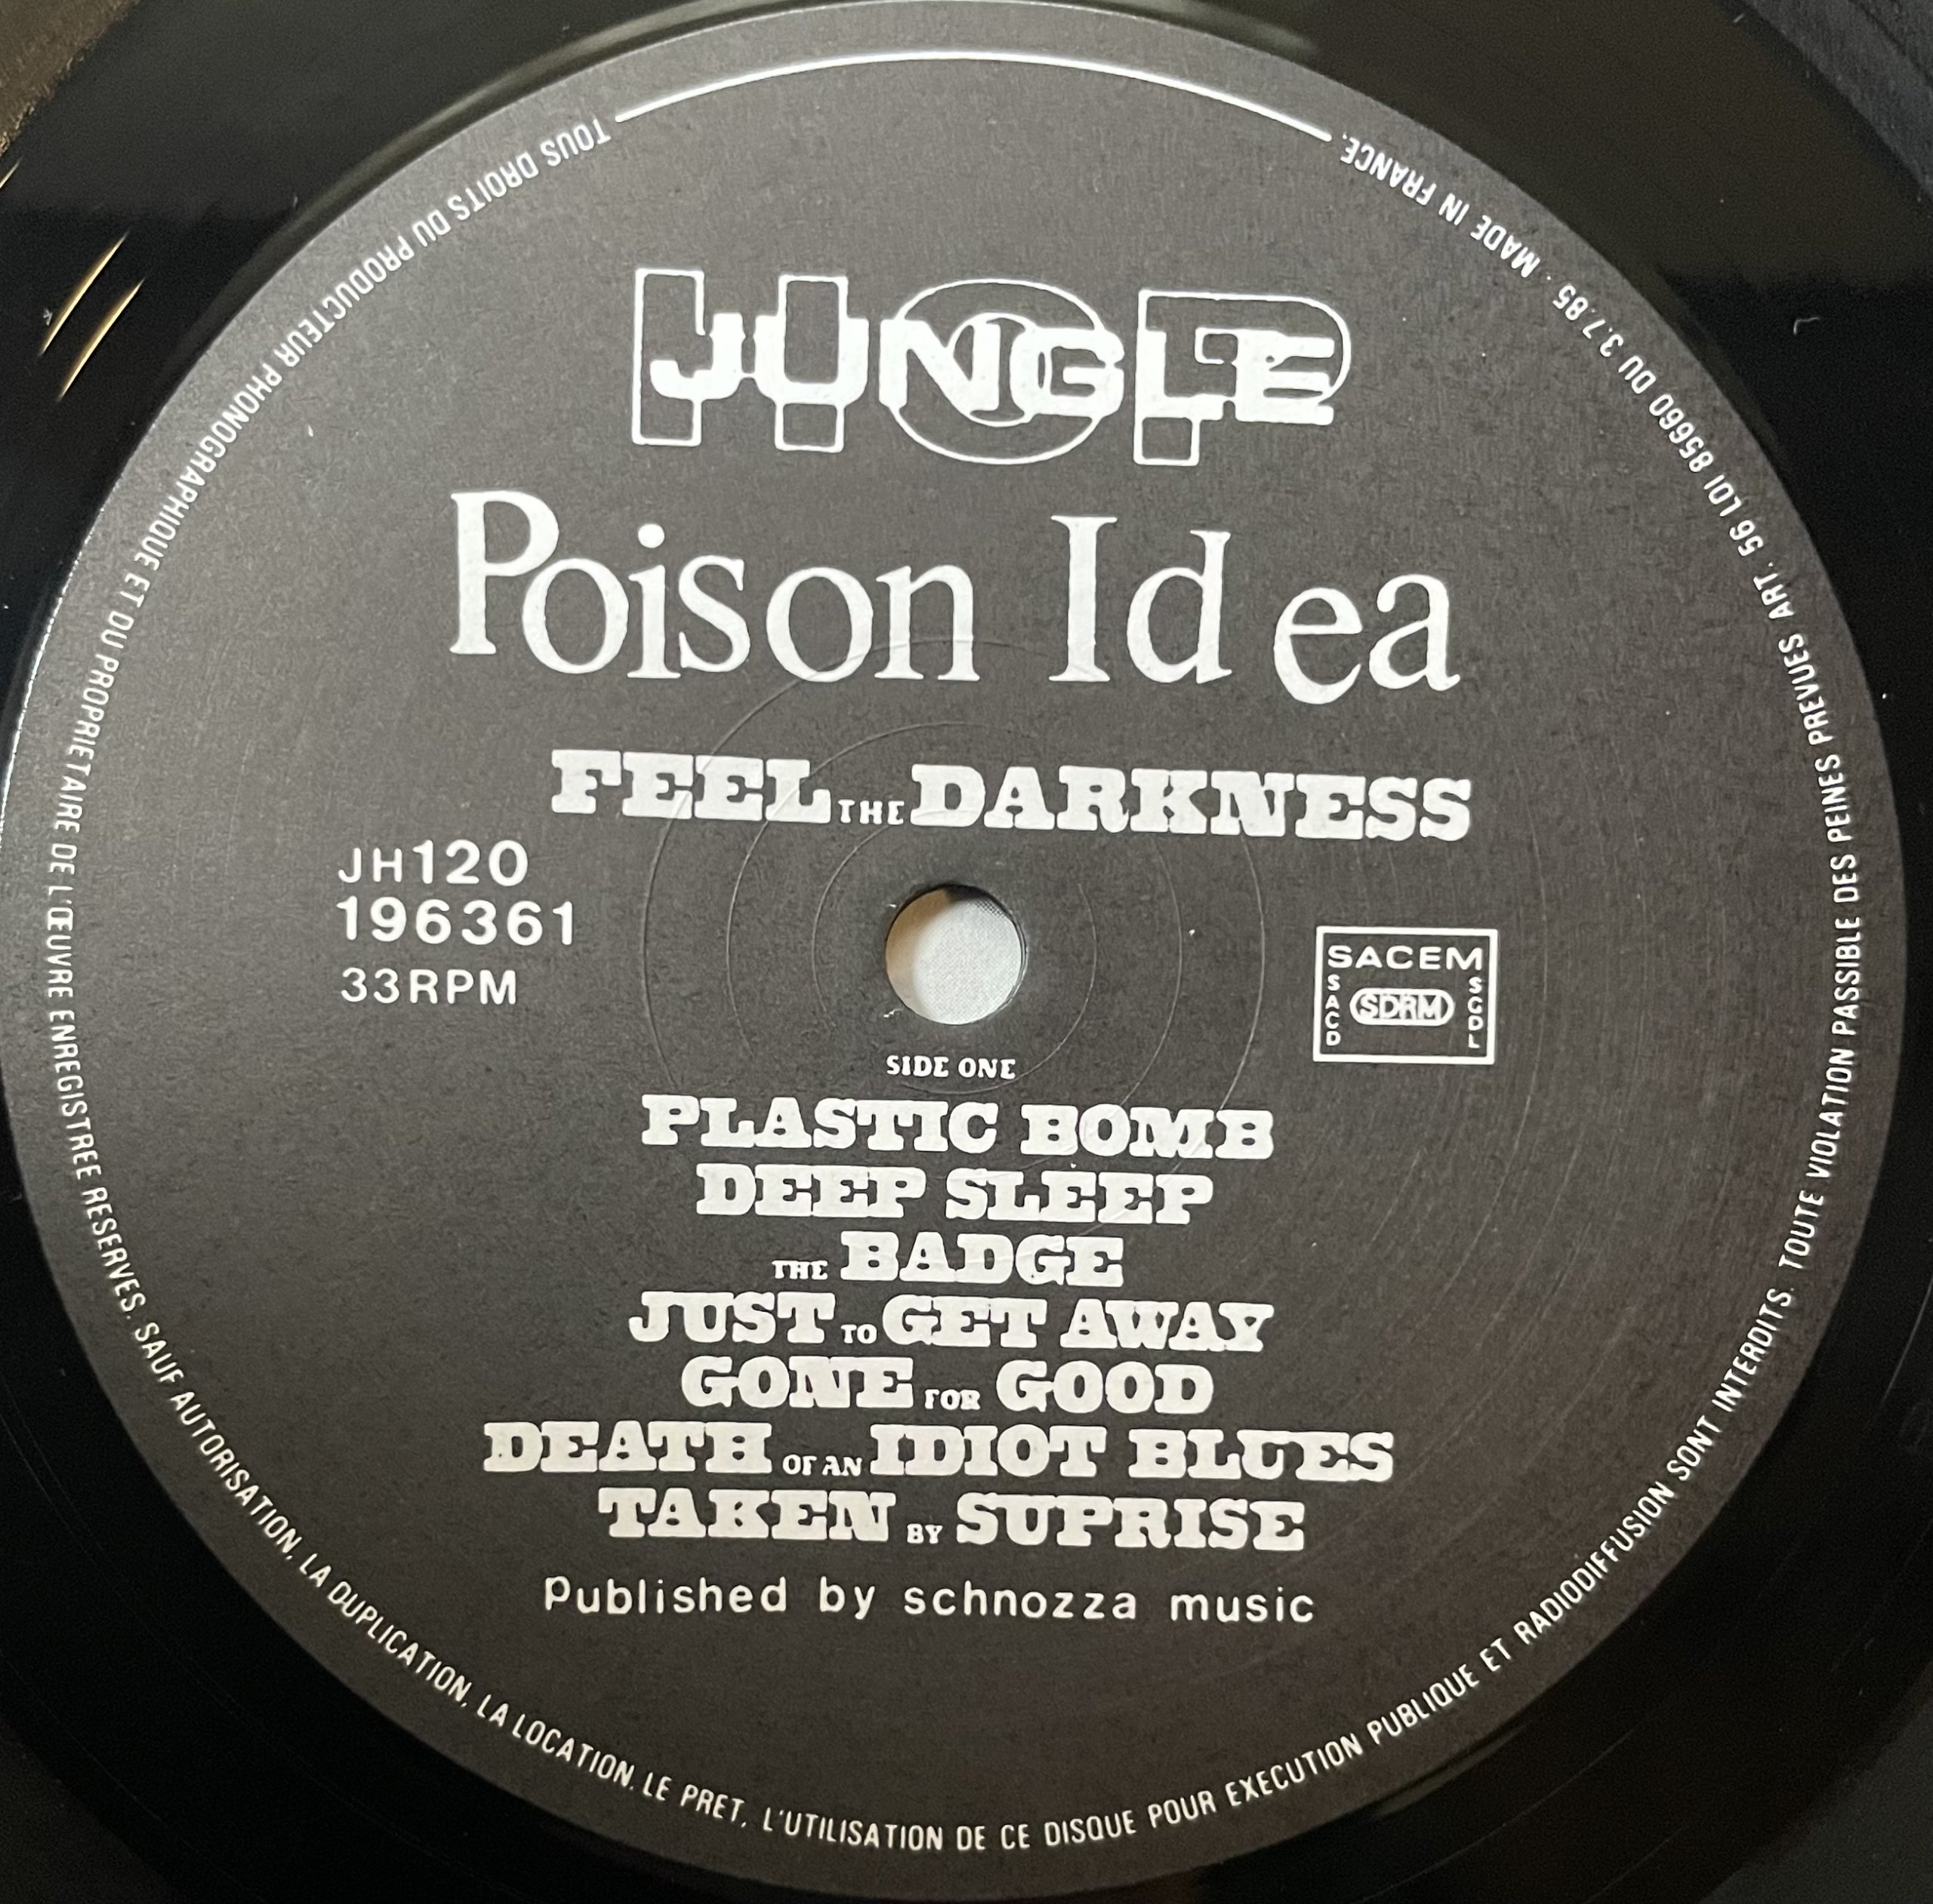 JUNGLE
HOP
Poison Idea
FEEL THE DARKNESS
JH120
196361
33RPM
SACEM
SACD
SDRM
SGDL
SIDE ONE
PLASTIC BOMB
DEEP SLEEP
THE BADGE
JUST TO GET AWAY
GONE FOR GOOD
DEATH OF AN IDIOT BLUES
TAKEN BY SUPRISE
Published by schnozza music
TOUS DROITS DU PRODUCTEUR PHONOGRAPHIQUE ET DU PROPRIETAIRE DE L'ŒUVRE ENREGISTREE RESERVES. SAUF AUTORISATION, LA DUPLICATION, LA LOCATION, LE PRET, L'UTILISATION DE CE DISQUE POUR EXECUTION PUBLIQUE ET RADIODIFFUSION SONT INTERDITS. TOUTE VIOLATION PASSIBLE DES PEINES PREVUES ART. 56 LOI 85660 DU 3.7.85 . MADE IN FRANCE.